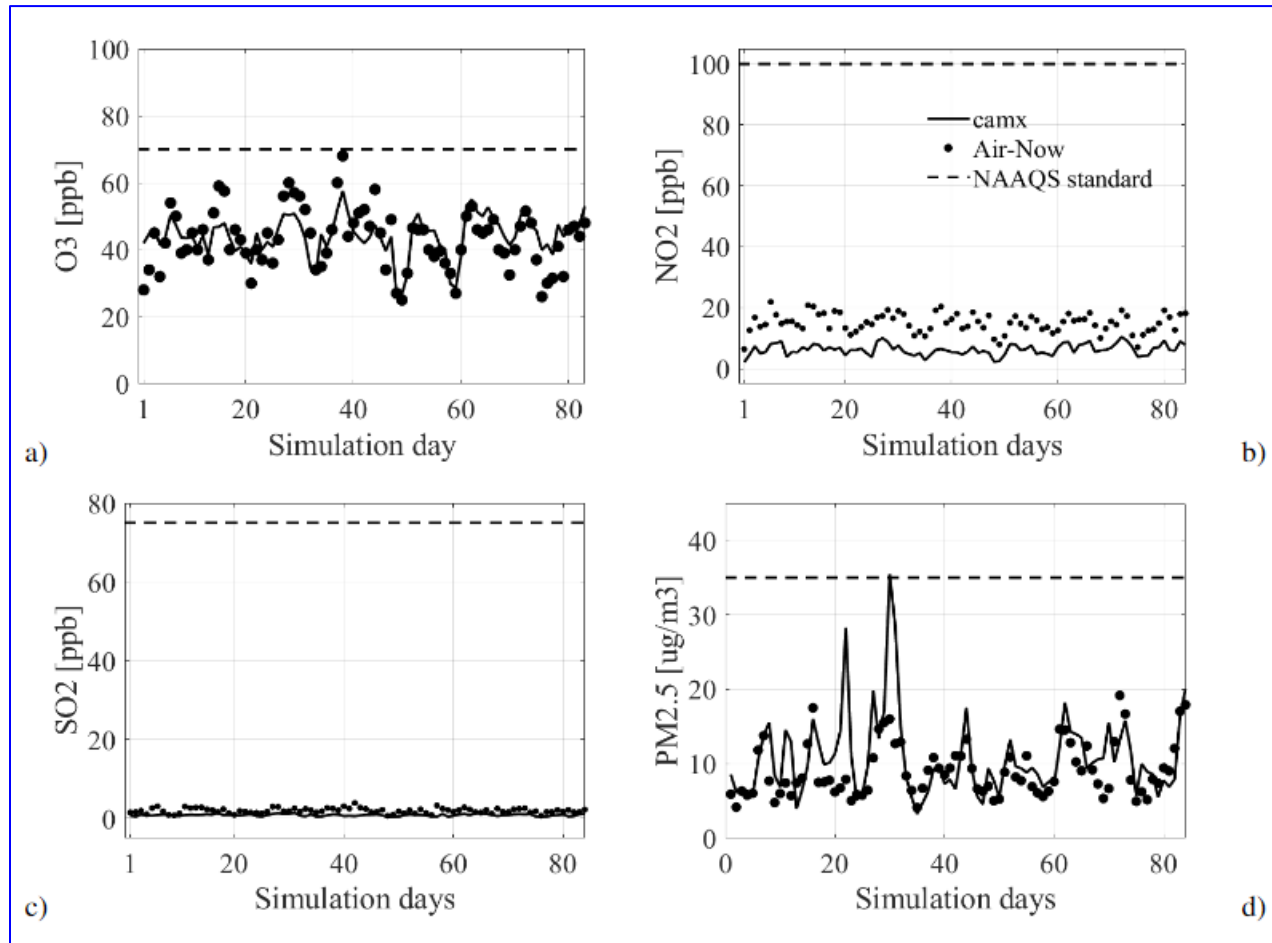 100
80
60
40
20
0
O3 [ppb]
1
20
40
60
80
Simulation day
a)
100
80
60
40
20
0
NO2 [ppb]
camx
Air-Now
NAAQS standard
1
20
40
60
80
Simulation days
b)
80
60
40
20
0
SO2 [ppb]
1
20
40
60
80
Simulation days
c)
40
30
20
10
0
PM2.5 [ug/m3]
0
20
40
60
80
Simulation days
d)